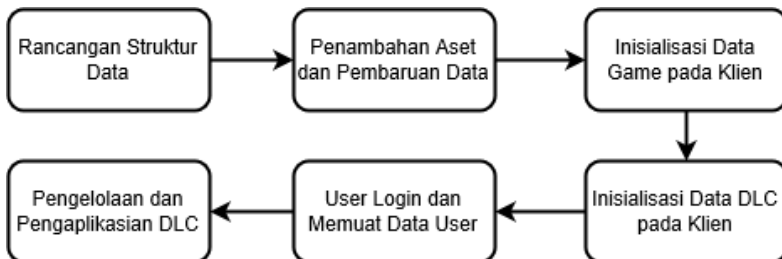 Rancangan Struktur
Data
Penambahan Aset
dan Pembaruan Data
Inisialisasi Data
Game pada Klien
Inisialisasi Data DLC
pada Klien
User Login dan
Memuat Data User
Pengelolaan dan
Pengaplikasian DLC